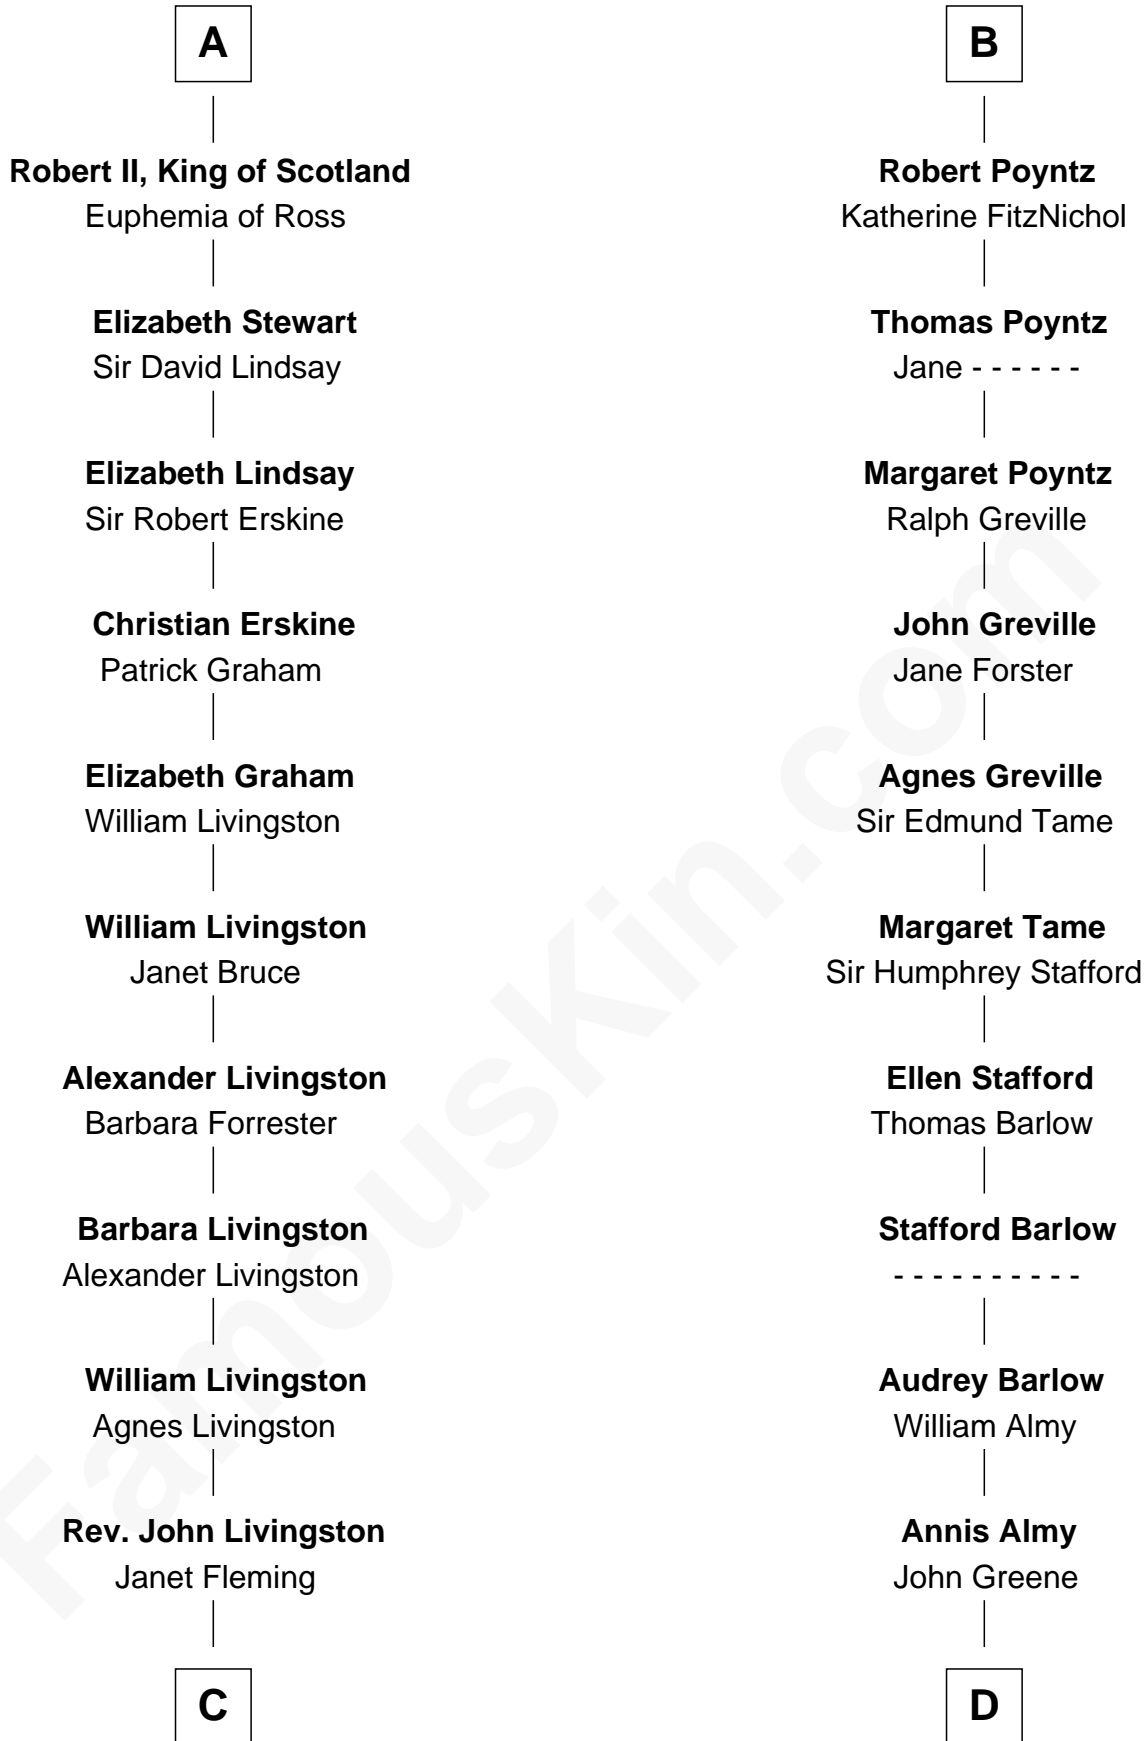 A
Robert II, King of Scotland
Euphemia of Ross
Elizabeth Stewart
Sir David Lindsay
Elizabeth Lindsay
Sir Robert Erskine
Christian Erskine
Patrick Graham
Elizabeth Graham
William Livingston
William Livingston
Janet Bruce
Alexander Livingston
Barbara Forrester
Barbara Livingston
Alexander Livingston
William Livingston
Agnes Livingston
Rev. John Livingston
Janet Fleming
C
B
Robert Poyntz
Katherine FitzNichol
Thomas Poyntz
Jane - - - - - -
Margaret Poyntz
Ralph Greville
John Greville
Jane Forster
Agnes Greville
Sir Edmund Tame
Margaret Tame
Sir Humphrey Stafford
Ellen Stafford
Thomas Barlow
Stafford Barlow
- - - - - - - - - -
Audrey Barlow
William Almy
Annis Almy
John Greene
D
FamousKin.com